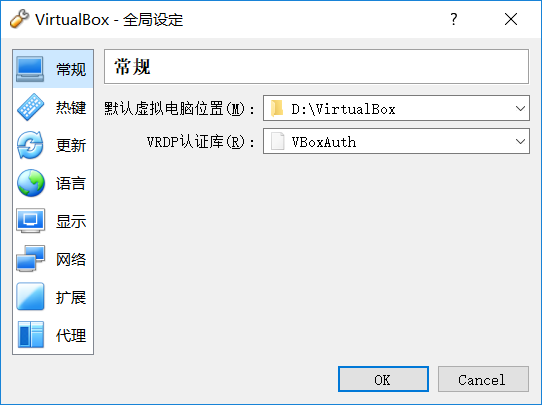 VirtualBox - 全局设定
常规
热键
更新
语言
显示
网络
扩展
代理
常规
默认虚拟电脑位置(M): D:\VirtualBox
VRDP认证库(R): VBoxAuth
OK Cancel